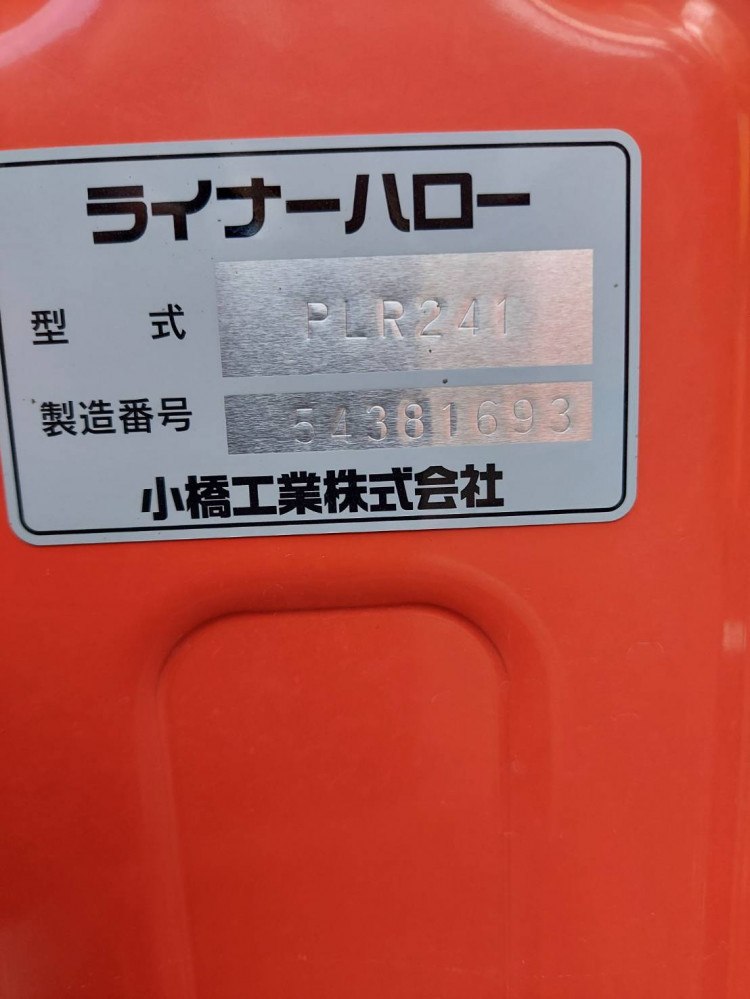 ライナーハロー
型式 PLR241
製造番号 54381693
小橋工業株式会社